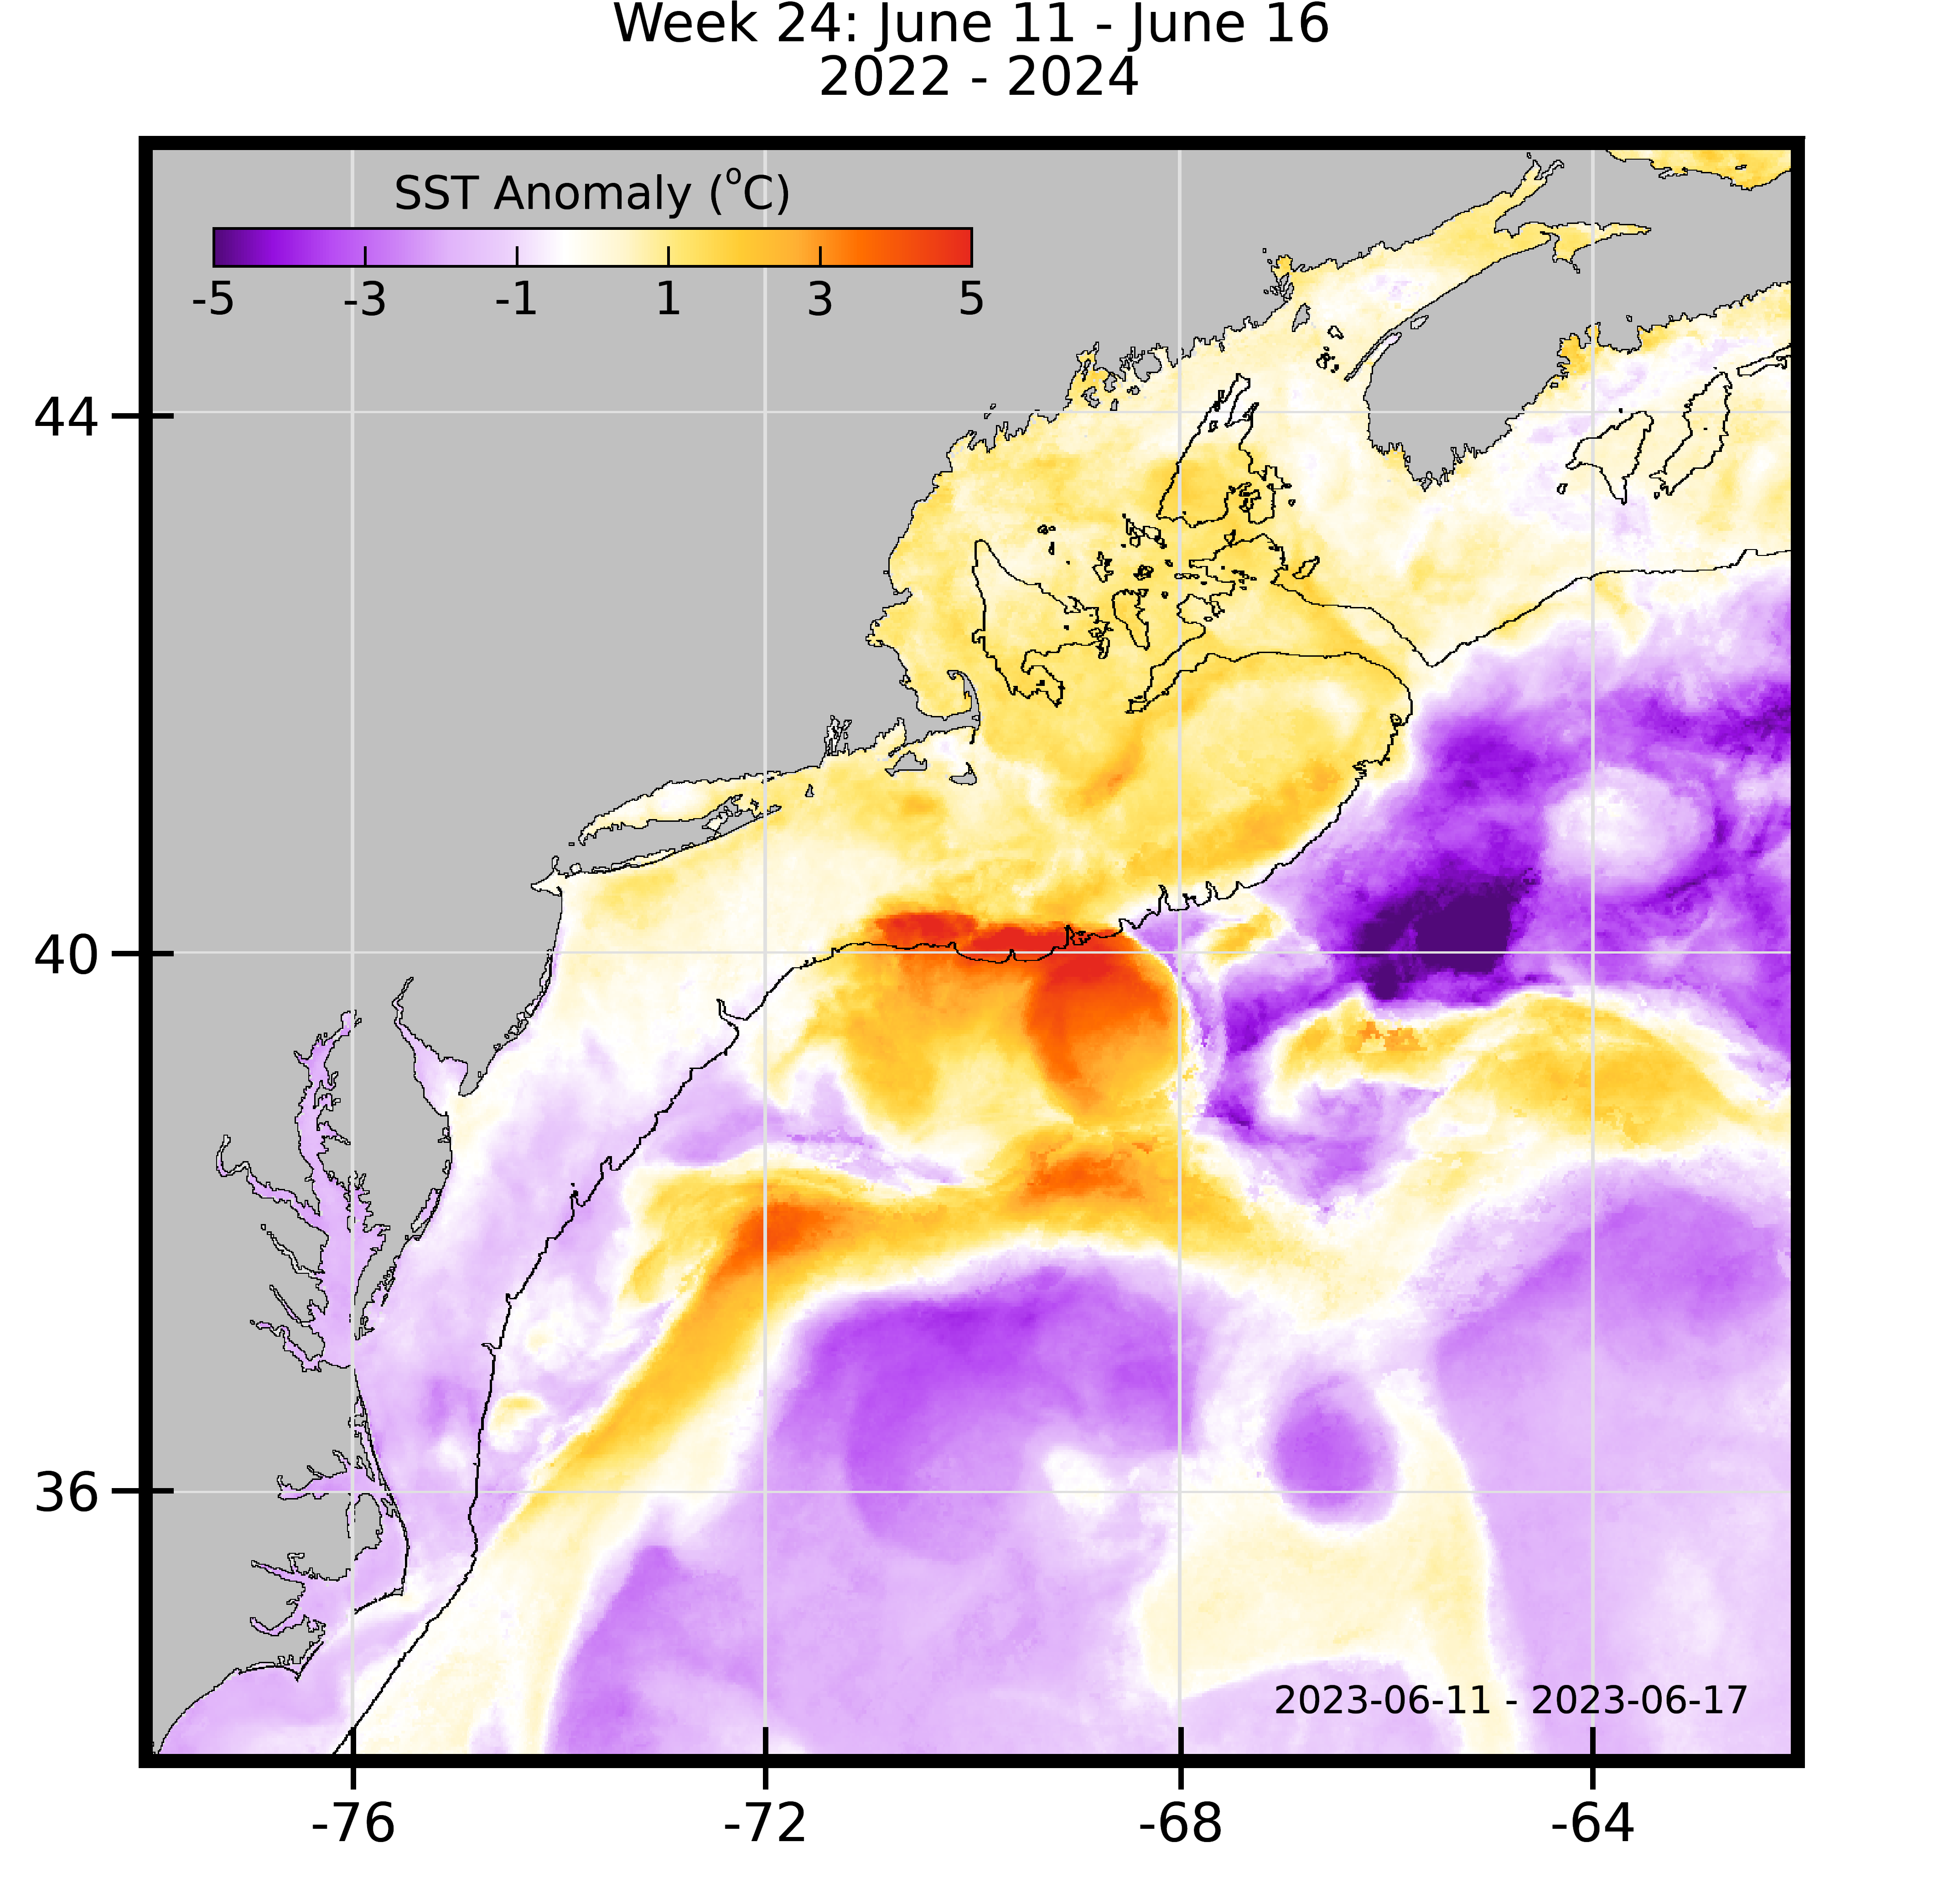 Week 24: June 11 - June 16
2022 - 2024
SST Anomaly (°C)
-5 -3 -1 1 3 5
44
40
36
2023-06-11 - 2023-06-17
-76 -72 -68 -64